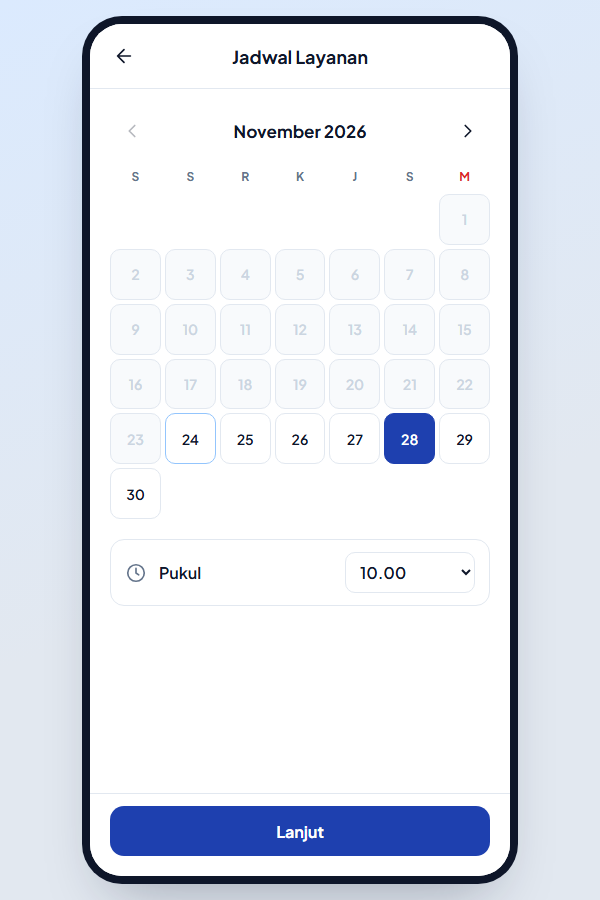 Jadwal Layanan
November 2026
S S R K J S M
1
2 3 4 5 6 7 8
9 10 11 12 13 14 15
16 17 18 19 20 21 22
23 24 25 26 27 28 29
30
Pukul 10.00
Lanjut